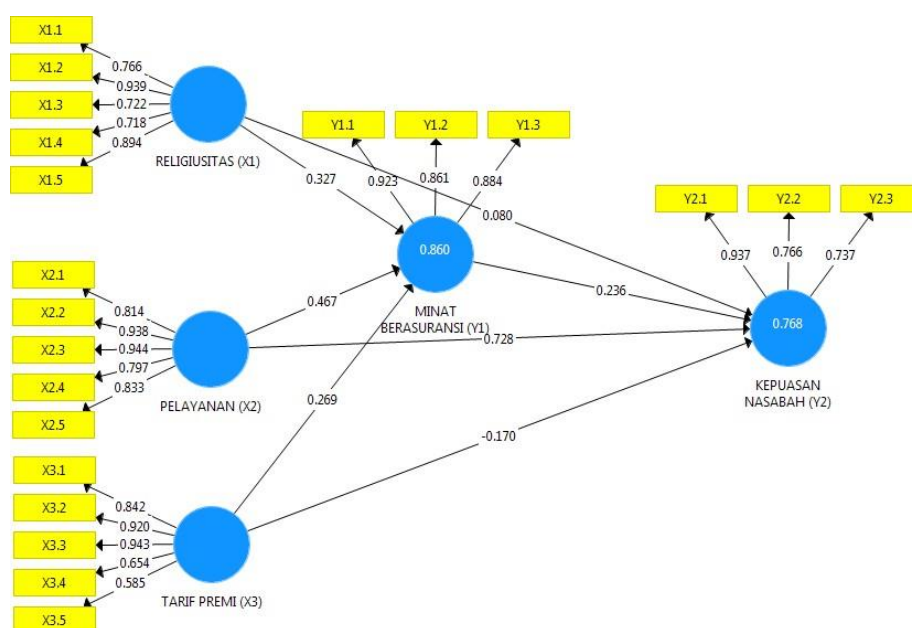 X1.1
X1.2
X1.3
X1.4
X1.5
0.766
0.939
0.722
0.718
0.894
RELIGIUSITAS (X1)
Y1.1
Y1.2
Y1.3
0.923
0.861
0.884
0.327
0.080
0.860
MINAT
BERASURANSI (Y1)
Y2.1
Y2.2
Y2.3
0.937
0.766
0.737
0.236
0.768
KEPUASAN
NASABAH (Y2)
X2.1
X2.2
X2.3
X2.4
X2.5
0.814
0.938
0.944
0.797
0.833
PELAYANAN (X2)
0.467
0.728
0.269
-0.170
X3.1
X3.2
X3.3
X3.4
X3.5
0.842
0.920
0.943
0.654
0.585
TARIF PREMI (X3)